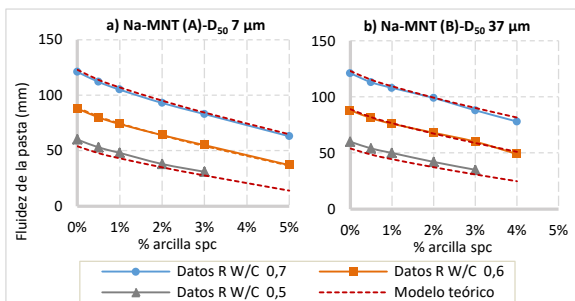 a) Na-MNT (A)-D50 7 µm
b) Na-MNT (B)-D50 37 µm
Fluidez de la pasta (mm)
150
100
50
0
0% 1% 2% 3% 4% 5%
% arcilla spc
150
100
50
0
0% 1% 2% 3% 4% 5%
% arcilla spc
Datos R W/C 0,7
Datos R W/C 0,6
Datos R W/C 0,5
Modelo teórico